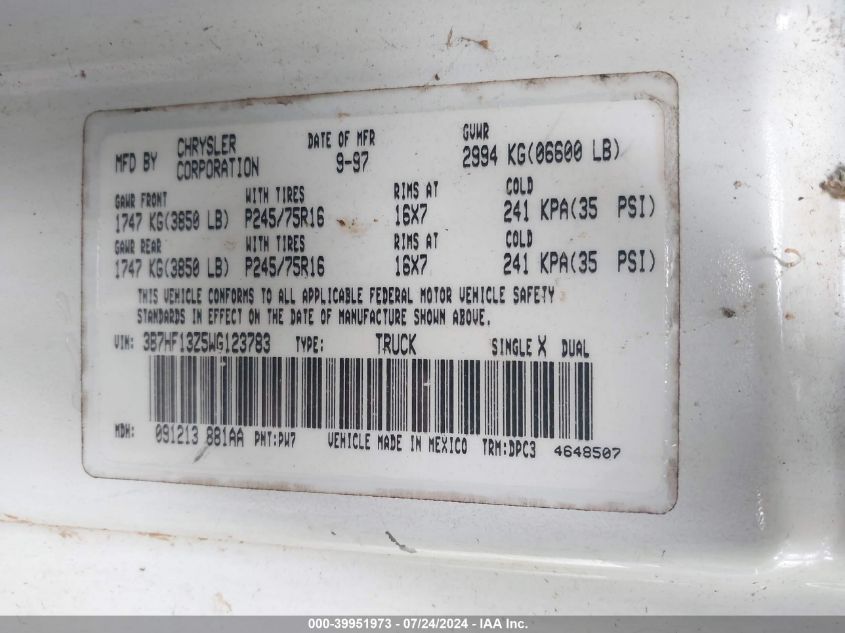 MFD BY CHRYSLER CORPORATION DATE OF MFR 9-97 GVWR 2994 KG(06600 LB)
GAWR FRONT WITH TIRES RIMS AT COLD
1747 KG(3850 LB) P245/75R16 16X7 241 KPA(35 PSI)
GAWR REAR WITH TIRES RIMS AT COLD
1747 KG(3850 LB) P245/75R16 16X7 241 KPA(35 PSI)
THIS VEHICLE CONFORMS TO ALL APPLICABLE FEDERAL MOTOR VEHICLE SAFETY
STANDARDS IN EFFECT ON THE DATE OF MANUFACTURE SHOWN ABOVE.
VIN: 3B7HF13Z5WG123783 TYPE: TRUCK SINGLE X DUAL
MDH: 091213 881AA PNT:PW7 VEHICLE MADE IN MEXICO TRM:DPC3 4648507
000-39951973 / 07/24/2024 - IAA Inc.